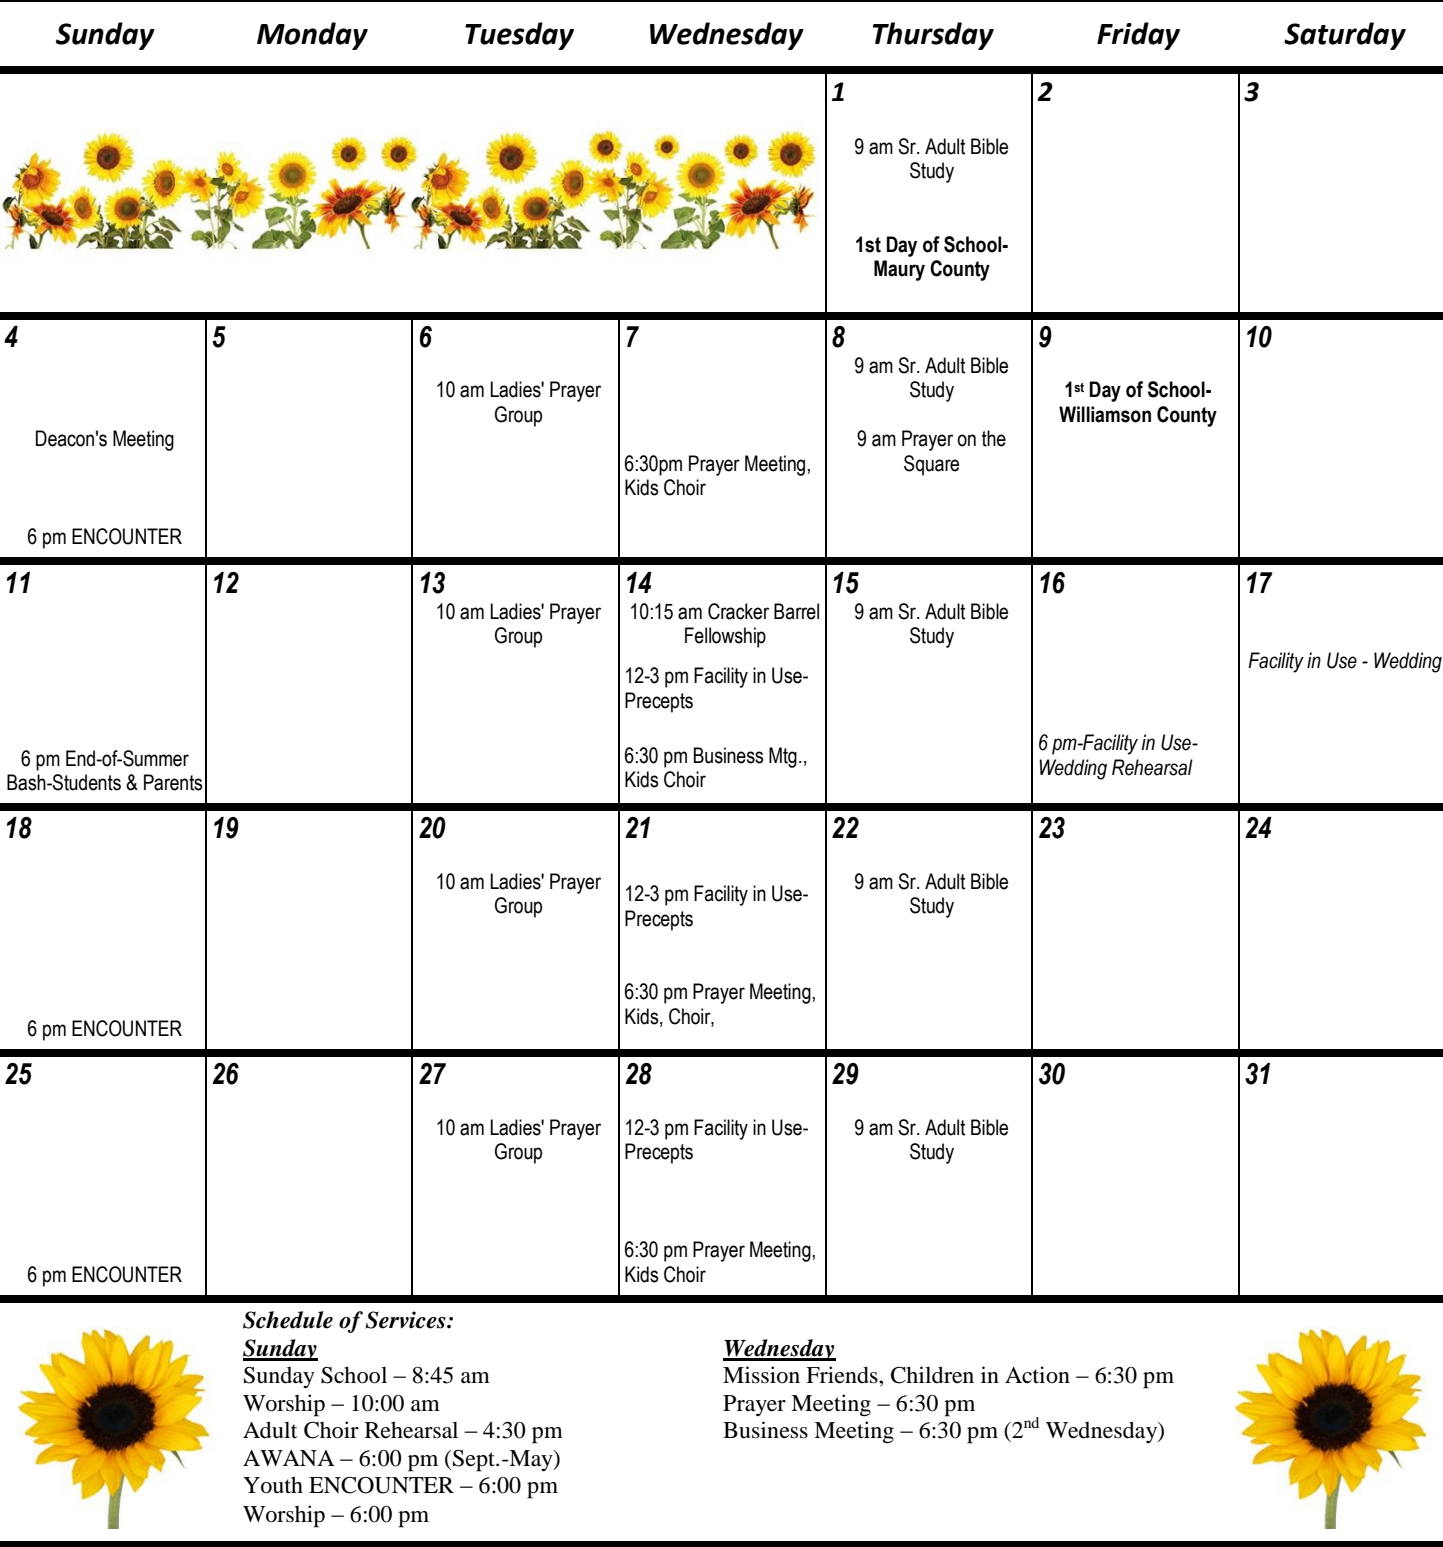 Sunday Monday Tuesday Wednesday Thursday Friday Saturday
1
9 am Sr. Adult Bible
Study
1st Day of School-
Maury County
2
3
4
Deacon's Meeting
6 pm ENCOUNTER
5
6
10 am Ladies' Prayer
Group
7
6:30pm Prayer Meeting,
Kids Choir
8
9 am Sr. Adult Bible
Study
9 am Prayer on the
Square
9
1st Day of School-
Williamson County
10
11
6 pm End-of-Summer
Bash-Students & Parents
12
13
10 am Ladies' Prayer
Group
14
10:15 am Cracker Barrel
Fellowship
12-3 pm Facility in Use-
Precepts
6:30 pm Business Mtg.,
Kids Choir
15
9 am Sr. Adult Bible
Study
16
6 pm-Facility in Use-
Wedding Rehearsal
17
Facility in Use - Wedding
18
6 pm ENCOUNTER
19
20
10 am Ladies' Prayer
Group
21
12-3 pm Facility in Use-
Precepts
6:30 pm Prayer Meeting,
Kids, Choir,
22
9 am Sr. Adult Bible
Study
23
24
25
6 pm ENCOUNTER
26
27
10 am Ladies' Prayer
Group
28
12-3 pm Facility in Use-
Precepts
6:30 pm Prayer Meeting,
Kids Choir
29
9 am Sr. Adult Bible
Study
30
31
Schedule of Services:
Sunday
Sunday School – 8:45 am
Worship – 10:00 am
Adult Choir Rehearsal – 4:30 pm
AWANA – 6:00 pm (Sept.-May)
Youth ENCOUNTER – 6:00 pm
Worship – 6:00 pm
Wednesday
Mission Friends, Children in Action – 6:30 pm
Prayer Meeting – 6:30 pm
Business Meeting – 6:30 pm (2nd Wednesday)